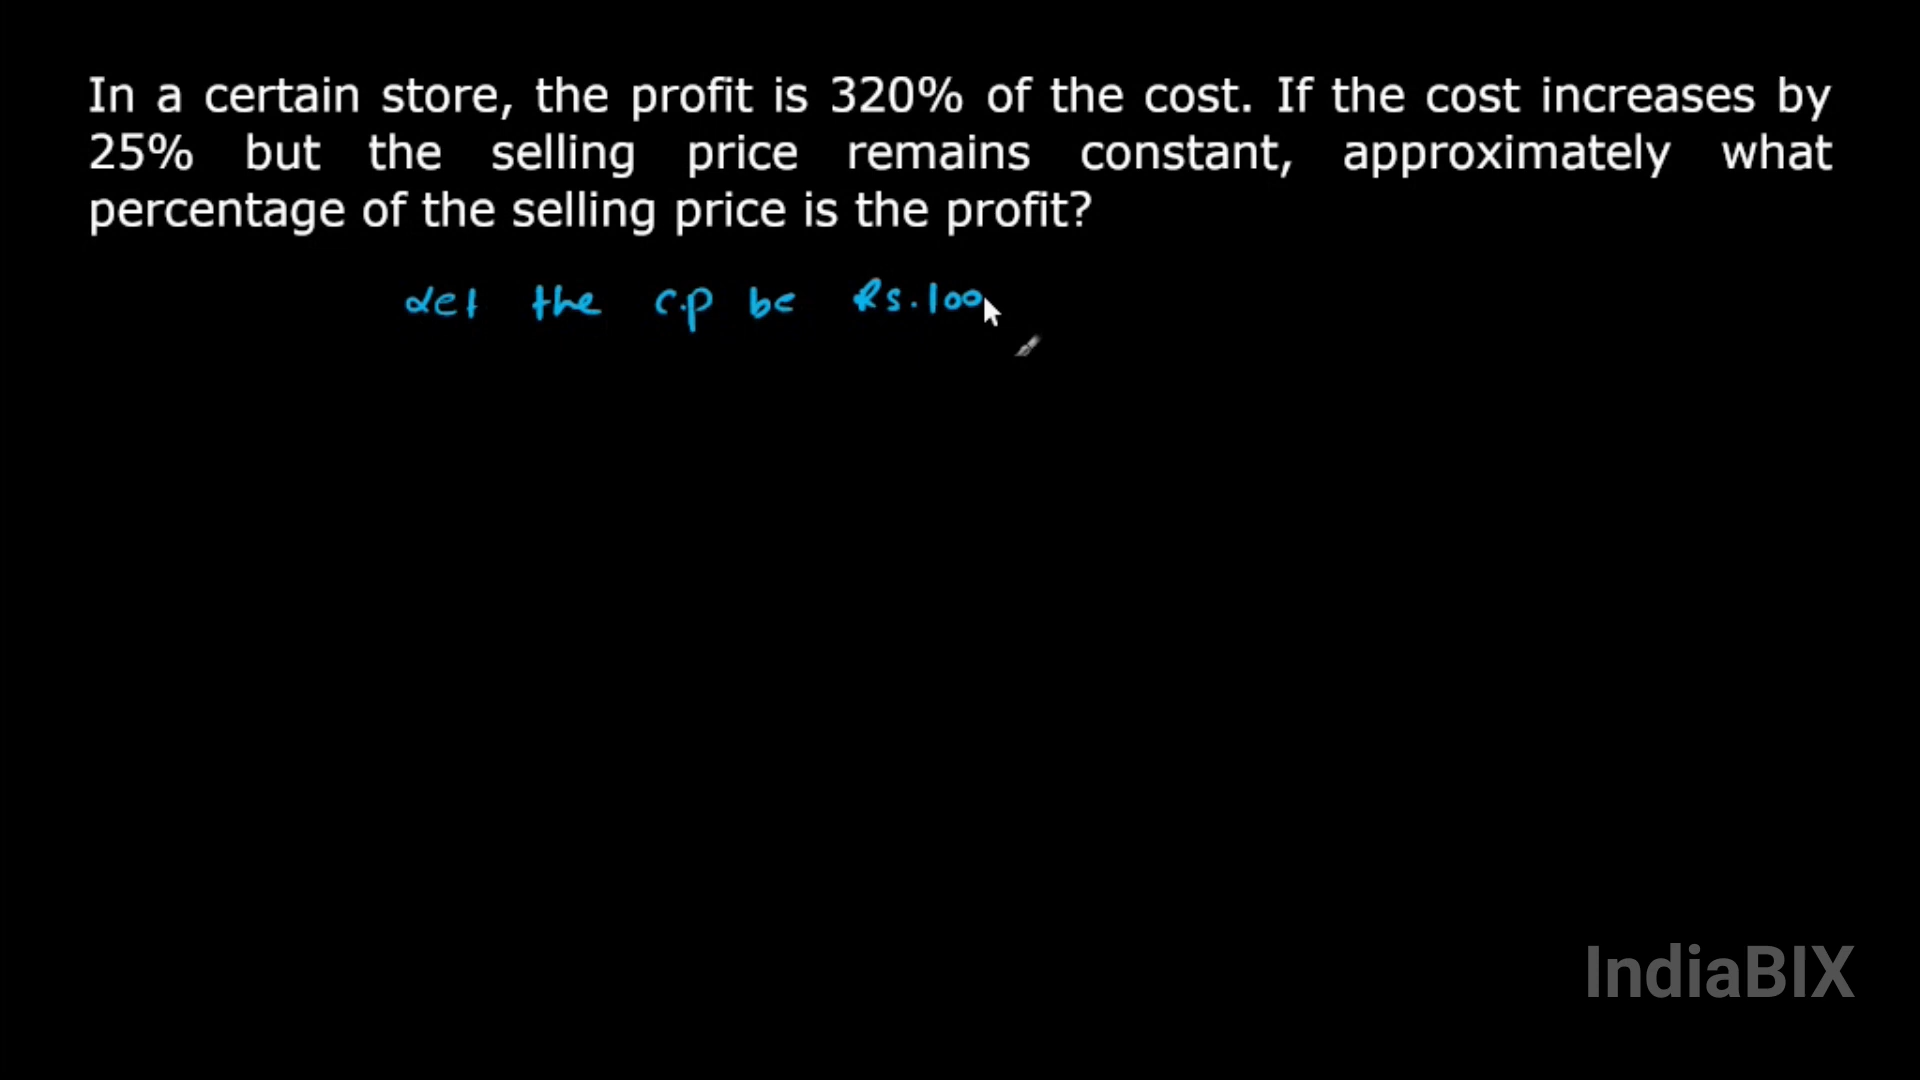 In a certain store, the profit is 320% of the cost. If the cost increases by
25% but the selling price remains constant, approximately what
percentage of the selling price is the profit?
Let the C.P be Rs.100
IndiaBIX